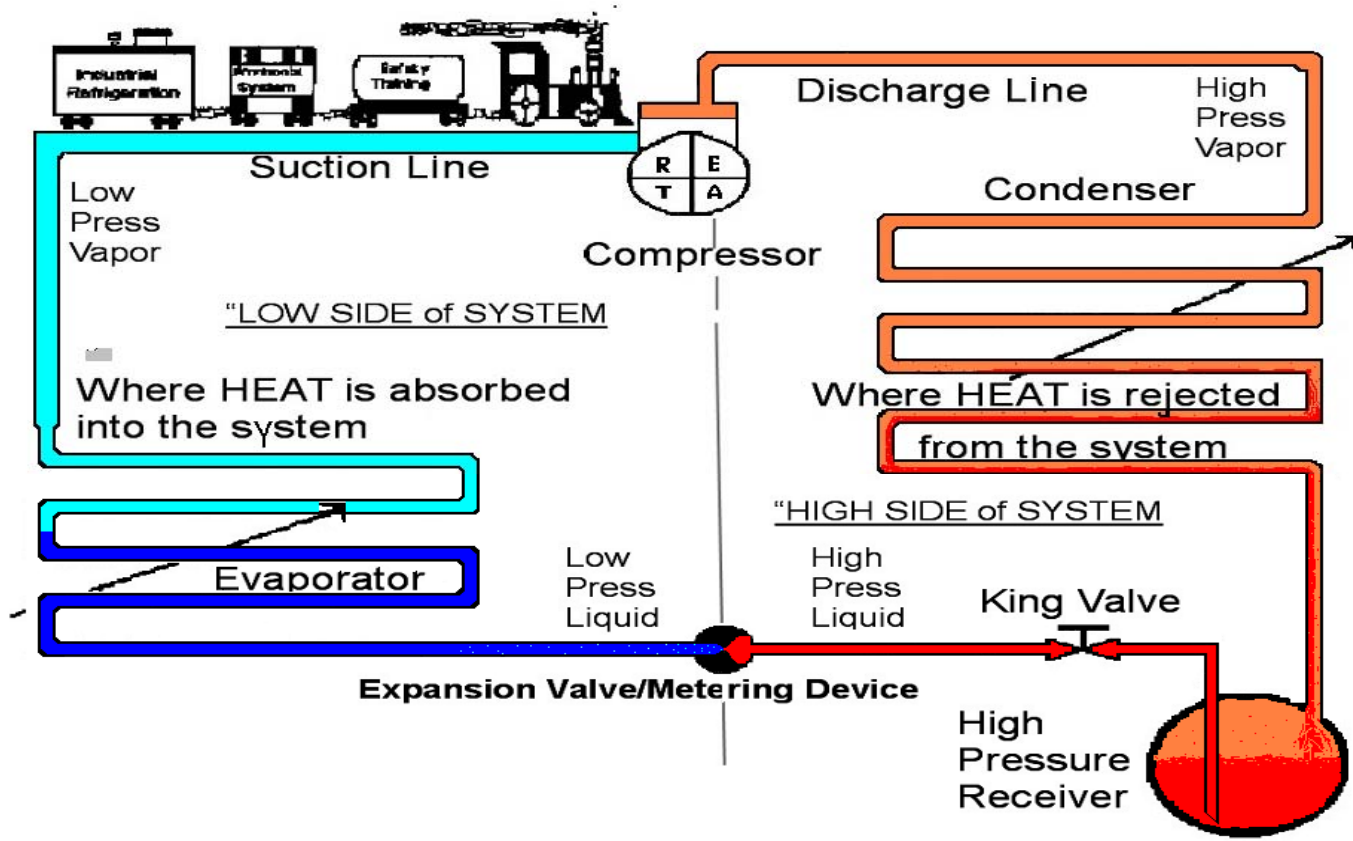 Industrial
Refrigeration
Ammonia
System
Safety
Training
Suction Line
Discharge Line
High
Press
Vapor
Low
Press
Vapor
R E
T A
Condenser
Compressor
“LOW SIDE of SYSTEM
Where HEAT is absorbed
into the system
Where HEAT is rejected
from the system
“HIGH SIDE of SYSTEM
Evaporator
Low
Press
Liquid
High
Press
Liquid
King Valve
Expansion Valve/Metering Device
High
Pressure
Receiver